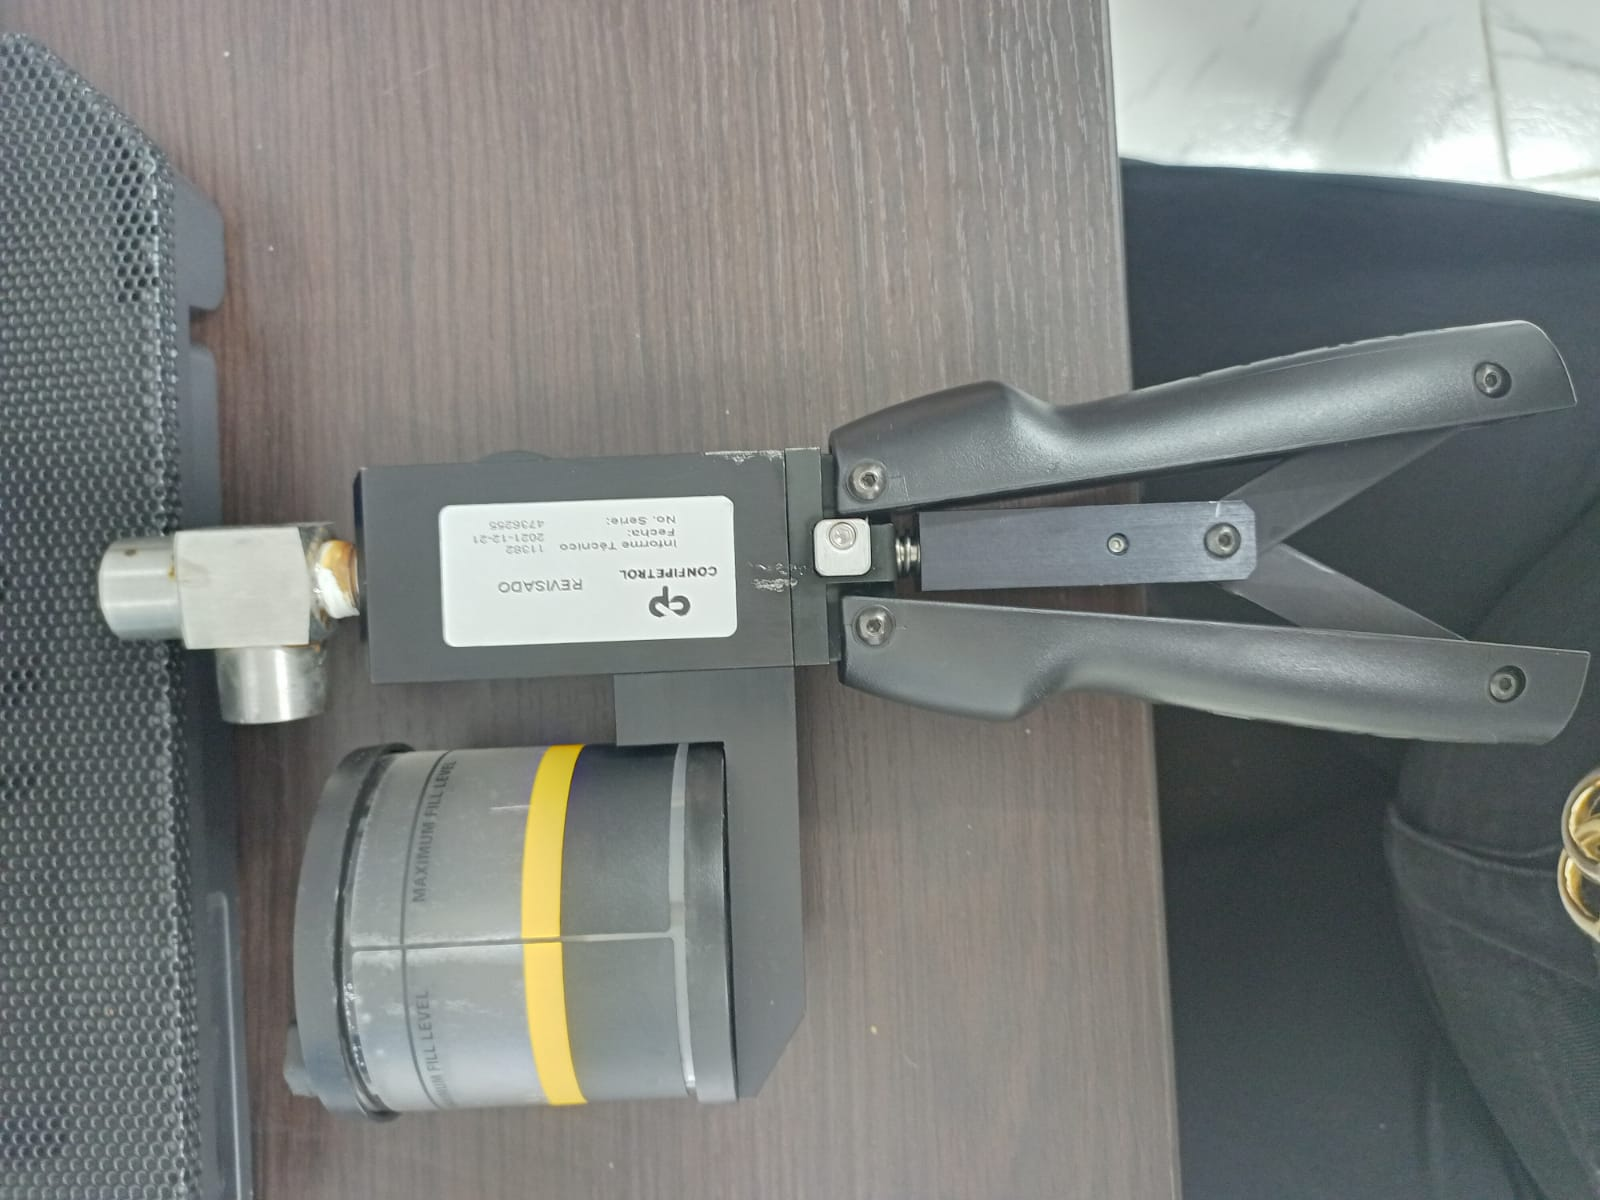 CONFIPETROL
REVISADO
Informe Técnico 11382
Fecha: 2021-12-21
No. Serie: 4736255
MAXIMUM FILL LEVEL
FILL LEVEL